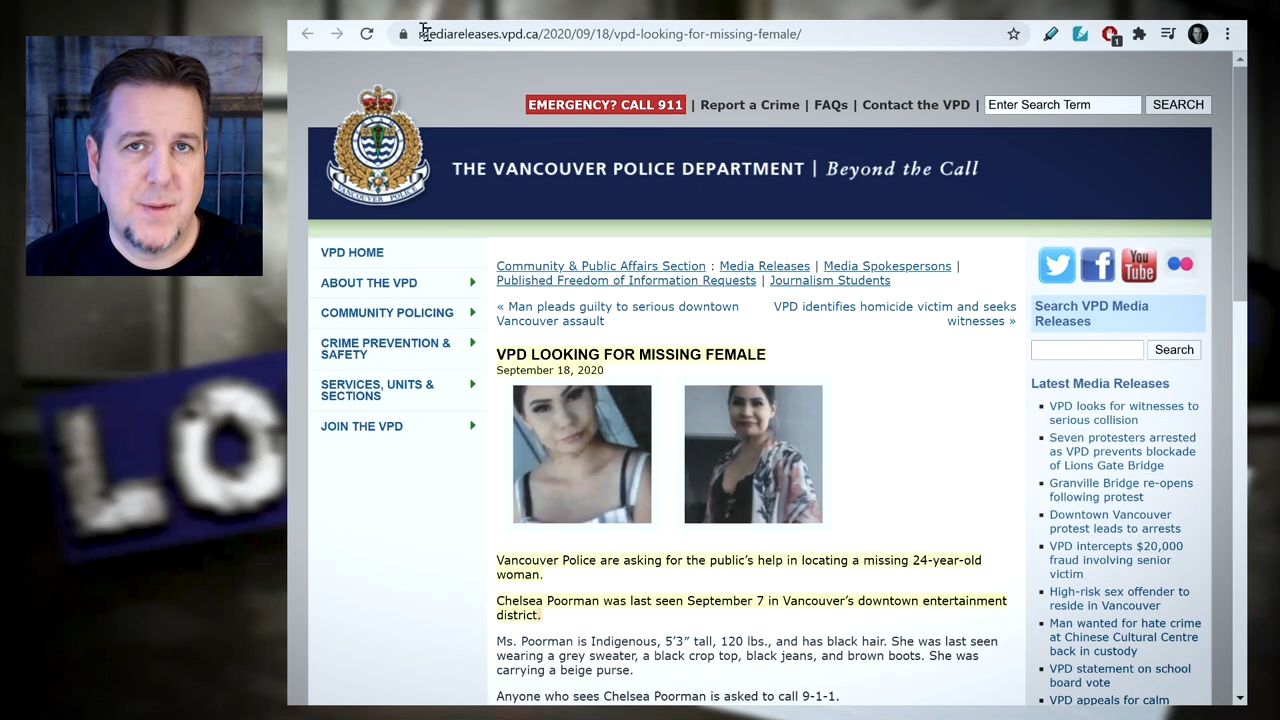 mediareleases.vpd.ca/2020/09/18/vpd-looking-for-missing-female/
1
EMERGENCY? CALL 911 | Report a Crime | FAQs | Contact the VPD | Enter Search Term SEARCH
VANCOUVER POLICE
THE VANCOUVER POLICE DEPARTMENT | Beyond the Call
VPD HOME
ABOUT THE VPD
COMMUNITY POLICING
CRIME PREVENTION &
SAFETY
SERVICES, UNITS &
SECTIONS
JOIN THE VPD
Community & Public Affairs Section : Media Releases | Media Spokespersons |
Published Freedom of Information Requests | Journalism Students
« Man pleads guilty to serious downtown
Vancouver assault
VPD identifies homicide victim and seeks
witnesses »
VPD LOOKING FOR MISSING FEMALE
September 18, 2020
Vancouver Police are asking for the public’s help in locating a missing 24-year-old
woman.
Chelsea Poorman was last seen September 7 in Vancouver’s downtown entertainment
district.
Ms. Poorman is Indigenous, 5’3” tall, 120 lbs., and has black hair. She was last seen
wearing a grey sweater, a black crop top, black jeans, and brown boots. She was
carrying a beige purse.
Anyone who sees Chelsea Poorman is asked to call 9-1-1.
You
Tube
Search VPD Media
Releases
Search
Latest Media Releases
VPD looks for witnesses to
serious collision
Seven protesters arrested
as VPD prevents blockade
of Lions Gate Bridge
Granville Bridge re-opens
following protest
Downtown Vancouver
protest leads to arrests
VPD intercepts $20,000
fraud involving senior
victim
High-risk sex offender to
reside in Vancouver
Man wanted for hate crime
at Chinese Cultural Centre
back in custody
VPD statement on school
board vote
VPD appeals for calm
LO